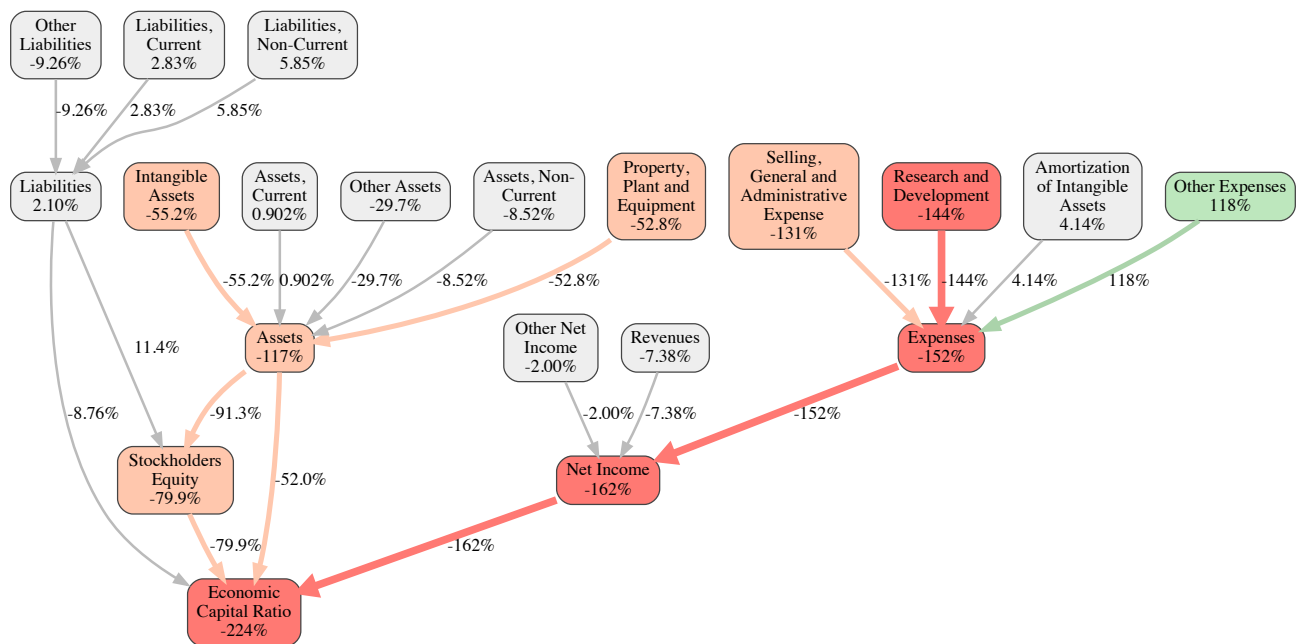 Other
Liabilities
-9.26%
Liabilities,
Current
2.83%
Liabilities,
Non-Current
5.85%
-9.26%
2.83%
5.85%
Liabilities
2.10%
Intangible
Assets
-55.2%
Assets,
Current
0.902%
Other Assets
-29.7%
Assets, Non-
Current
-8.52%
Property,
Plant and
Equipment
-52.8%
Selling,
General and
Administrative
Expense
-131%
Research and
Development
-144%
Amortization
of Intangible
Assets
4.14%
Other Expenses
118%
-55.2%
0.902%
-29.7%
-8.52%
-52.8%
-131%
-144%
4.14%
118%
Assets
-117%
Other Net
Income
-2.00%
Revenues
-7.38%
Expenses
-152%
11.4%
-8.76%
-91.3%
-2.00%
-7.38%
-152%
Stockholders
Equity
-79.9%
-52.0%
Net Income
-162%
-79.9%
-162%
Economic
Capital Ratio
-224%